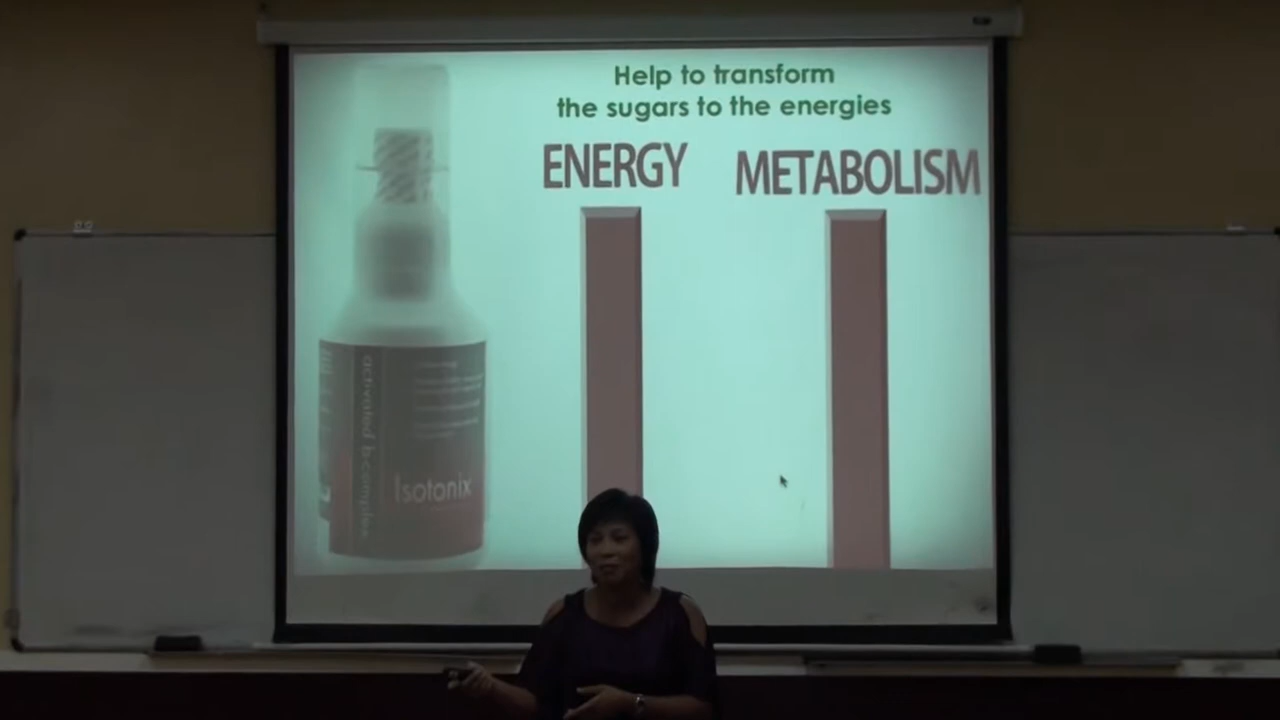 Help to transform
the sugars to the energies
ENERGY
METABOLISM
activated b-complex
Isotonix